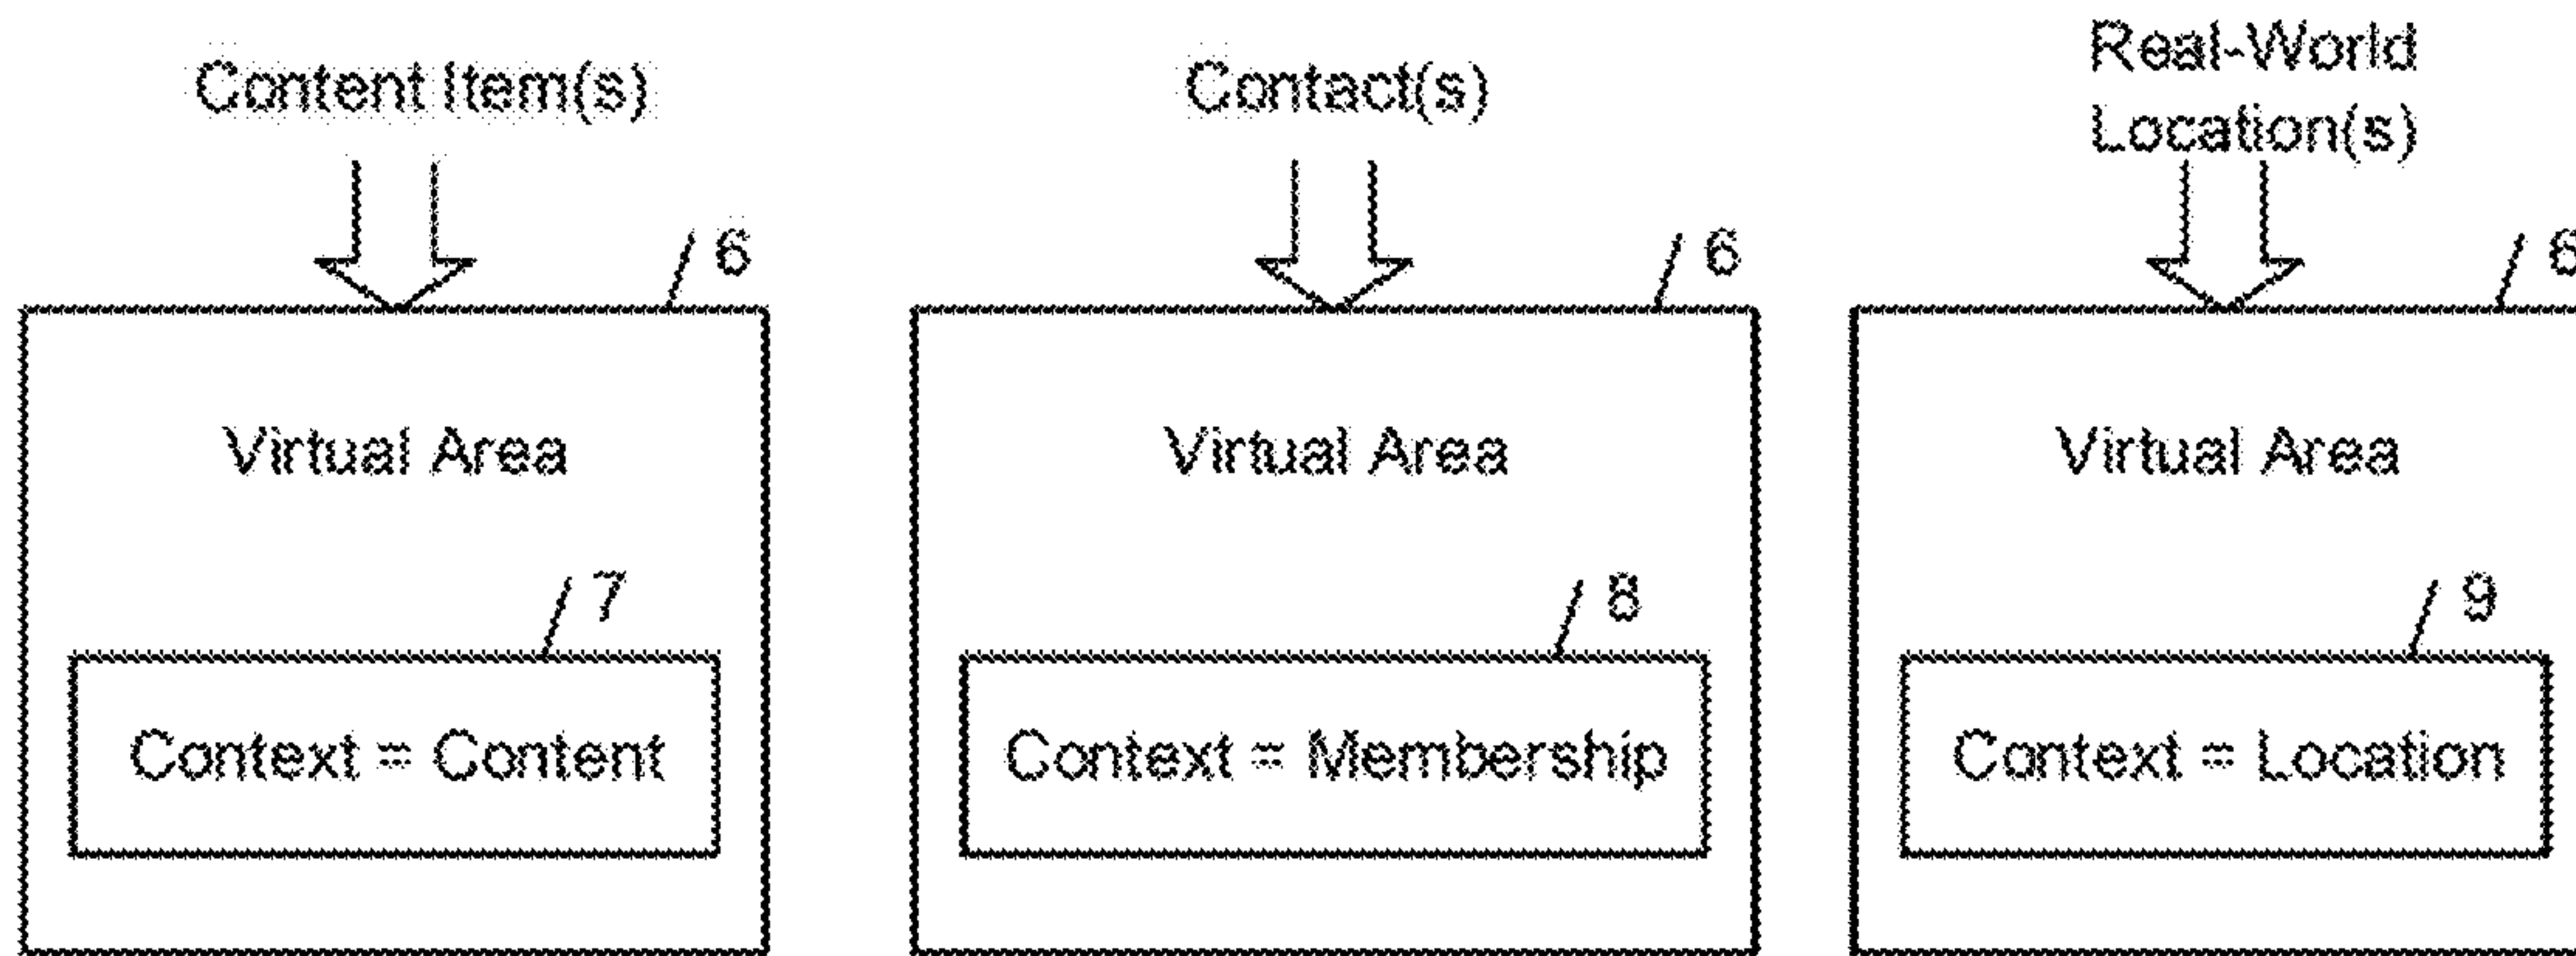 Content Item(s)
6
Virtual Area
7
Context = Content
Contact(s)
6
Virtual Area
8
Context = Membership
Real-World
Location(s)
6
Virtual Area
9
Context = Location